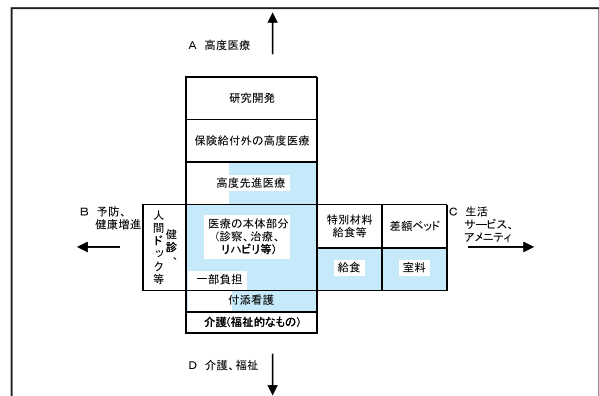 A 高度医療
研究開発
保険給付外の高度医療
高度先進医療
B 予防、
健康増進
健診、
人間ドック等
医療の本体部分
(診察、治療、
リハビリ等)
一部負担
特別材料
給食等
差額ベッド
給食
室料
C 生活
サービス、
アメニティ
付添看護
介護(福祉的なもの)
D 介護、福祉